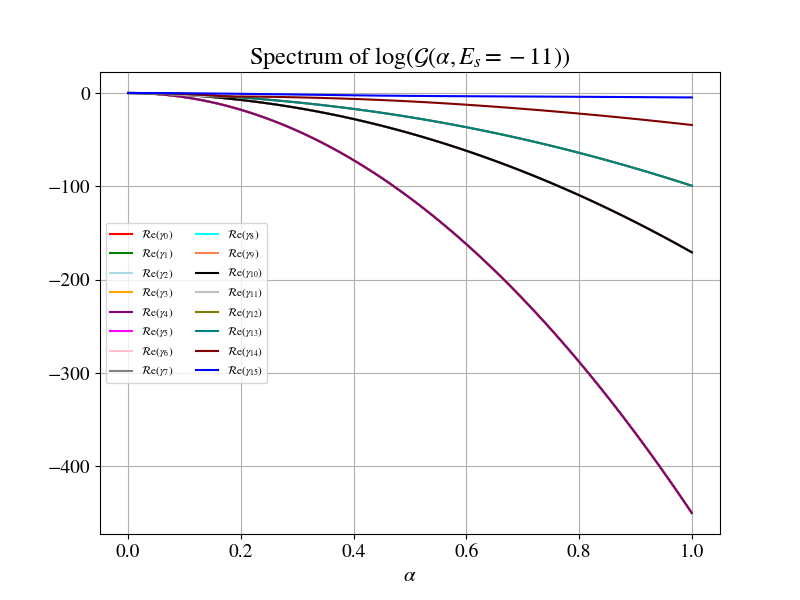 Spectrum of log(𝒢(α, E_s = −11))
0
−100
−200
−300
−400
ℛe(γ₀)
ℛe(γ₁)
ℛe(γ₂)
ℛe(γ₃)
ℛe(γ₄)
ℛe(γ₅)
ℛe(γ₆)
ℛe(γ₇)
ℛe(γ₈)
ℛe(γ₉)
ℛe(γ₁₀)
ℛe(γ₁₁)
ℛe(γ₁₂)
ℛe(γ₁₃)
ℛe(γ₁₄)
ℛe(γ₁₅)
0.0 0.2 0.4 0.6 0.8 1.0
α